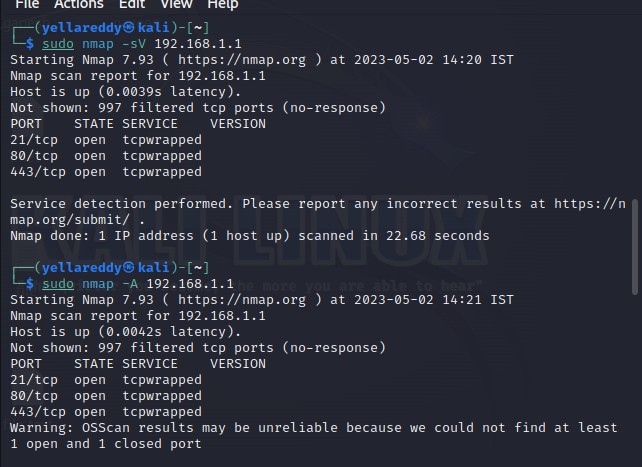 File Actions Edit View Help
┌──(yellareddy㉿kali)-[~]
└─$ sudo nmap -sV 192.168.1.1
Starting Nmap 7.93 ( https://nmap.org ) at 2023-05-02 14:20 IST
Nmap scan report for 192.168.1.1
Host is up (0.0039s latency).
Not shown: 997 filtered tcp ports (no-response)
PORT    STATE SERVICE    VERSION
21/tcp  open  tcpwrapped
80/tcp  open  tcpwrapped
443/tcp open  tcpwrapped
Service detection performed. Please report any incorrect results at https://n
map.org/submit/ .
Nmap done: 1 IP address (1 host up) scanned in 22.68 seconds
KALI LINUX
┌──(yellareddy㉿kali)-[~]
└─$ sudo nmap -A 192.168.1.1
the more you are able to hear"
Starting Nmap 7.93 ( https://nmap.org ) at 2023-05-02 14:21 IST
Nmap scan report for 192.168.1.1
Host is up (0.0042s latency).
Not shown: 997 filtered tcp ports (no-response)
PORT    STATE SERVICE    VERSION
21/tcp  open  tcpwrapped
80/tcp  open  tcpwrapped
443/tcp open  tcpwrapped
Warning: OSScan results may be unreliable because we could not find at least
1 open and 1 closed port